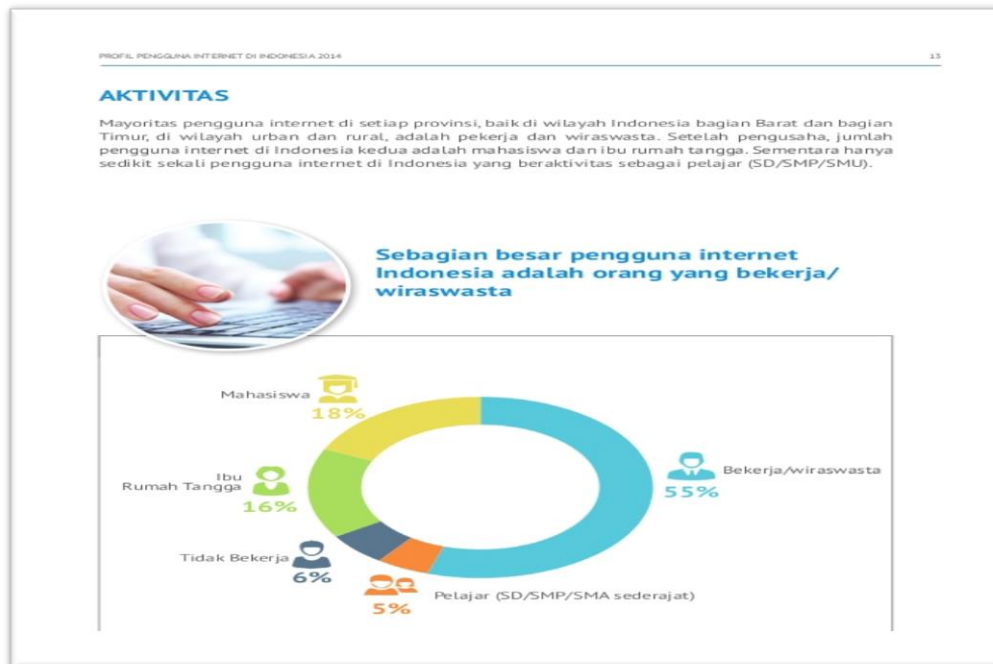 PROFIL PENGGUNA INTERNET DI INDONESIA 2014
13
AKTIVITAS
Mayoritas pengguna internet di setiap provinsi, baik di wilayah Indonesia bagian Barat dan bagian
Timur, di wilayah urban dan rural, adalah pekerja dan wiraswasta. Setelah pengusaha, jumlah
pengguna internet di Indonesia kedua adalah mahasiswa dan ibu rumah tangga. Sementara hanya
sedikit sekali pengguna internet di Indonesia yang beraktivitas sebagai pelajar (SD/SMP/SMU).
Sebagian besar pengguna internet
Indonesia adalah orang yang bekerja/
wiraswasta
Mahasiswa
18%
Bekerja/wiraswasta
55%
Ibu
Rumah Tangga
16%
Tidak Bekerja
6%
Pelajar (SD/SMP/SMA sederajat)
5%